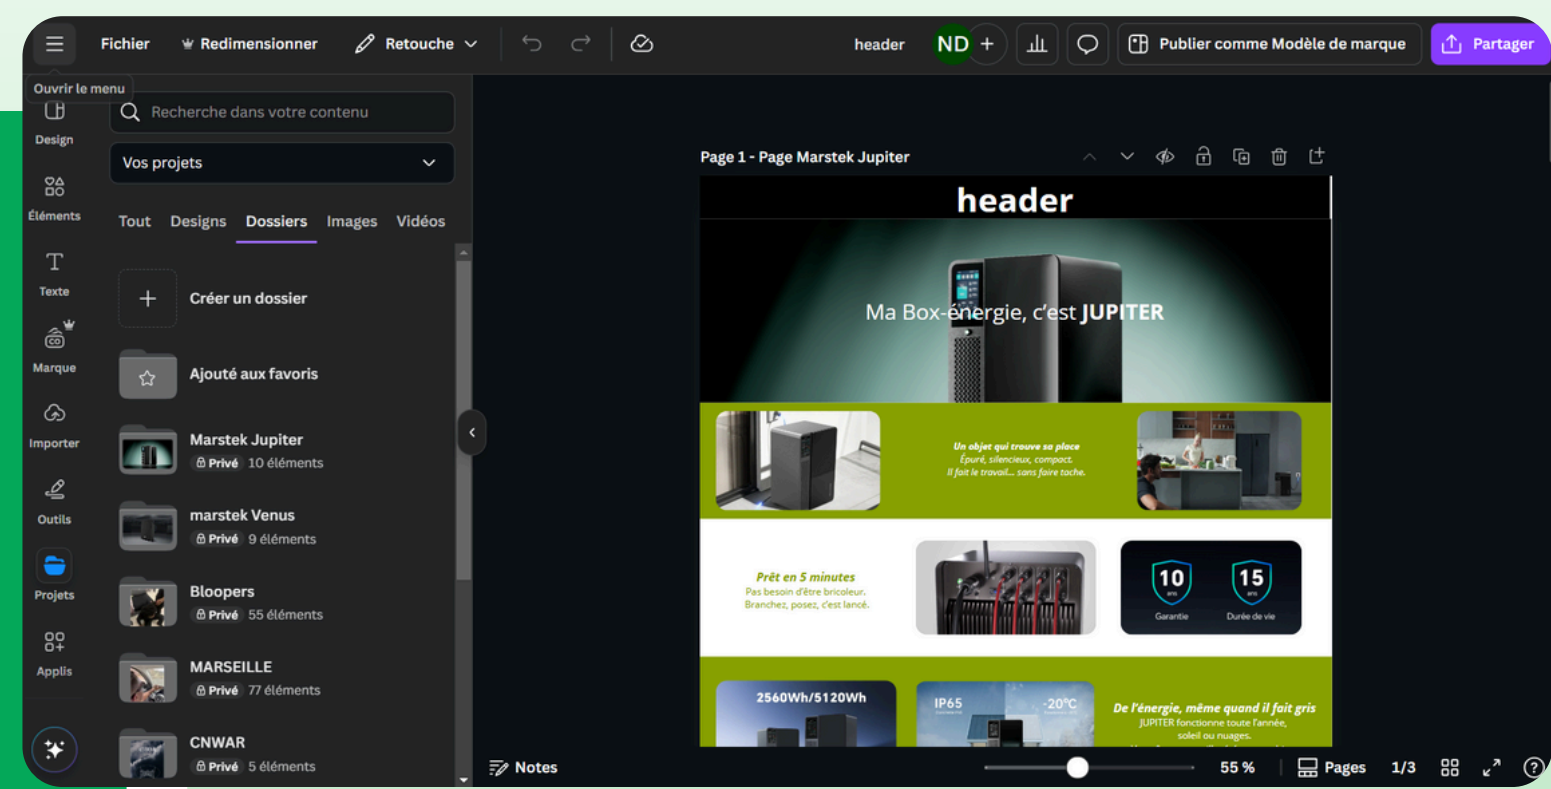 Fichier
Redimensionner
Retouche
header
ND
+
Publier comme Modèle de marque
Partager
Ouvrir le menu
Design
Éléments
Texte
Marque
Importer
Outils
Projets
Applis
Recherche dans votre contenu
Vos projets
Tout Designs Dossiers Images Vidéos
Créer un dossier
Ajouté aux favoris
Marstek Jupiter
Privé 10 éléments
marstek Venus
Privé 9 éléments
Bloopers
Privé 55 éléments
MARSEILLE
Privé 77 éléments
CNWAR
Privé 5 éléments
Page 1 - Page Marstek Jupiter
header
Ma Box-énergie, c'est JUPITER
Un objet qui trouve sa place
Épuré, silencieux, compact.
Il fait le travail... sans faire tache.
Prêt en 5 minutes
Pas besoin d'être bricoleur.
Branchez, posez, c'est lancé.
10
ans
Garantie
15
ans
Durée de vie
2560Wh/5120Wh
IP65
-20°C
De l'énergie, même quand il fait gris
JUPITER fonctionne toute l'année,
soleil ou nuages.
Notes
55 %
Pages
1/3